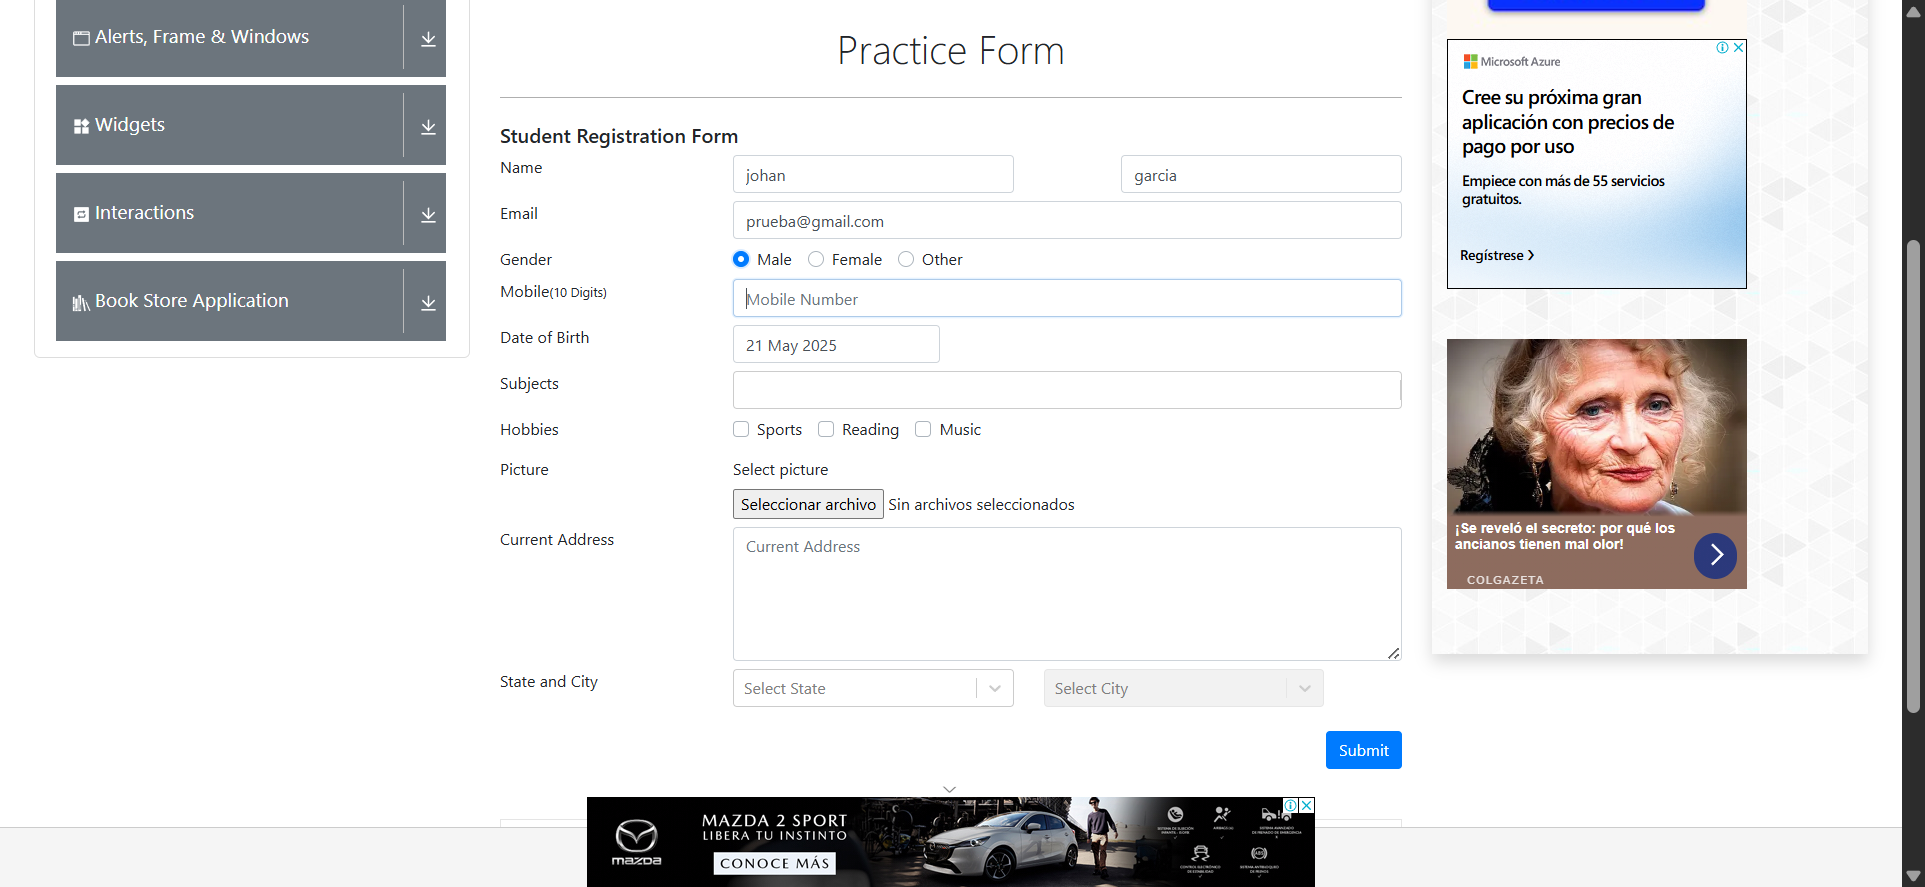 Alerts, Frame & Windows
Widgets
Interactions
Book Store Application
Practice Form
Student Registration Form
Name
johan
garcia
Email
prueba@gmail.com
Gender
Male
Female
Other
Mobile(10 Digits)
Mobile Number
Date of Birth
21 May 2025
Subjects
Hobbies
Sports
Reading
Music
Picture
Select picture
Seleccionar archivo
Sin archivos seleccionados
Current Address
Current Address
State and City
Select State
Select City
Submit
Microsoft Azure
Cree su próxima gran
aplicación con precios de
pago por uso
Empiece con más de 55 servicios
gratuitos.
Regístrese
¡Se reveló el secreto: por qué los
ancianos tienen mal olor!
COLGAZETA
mazda
MAZDA 2 SPORT
LIBERA TU INSTINTO
CONOCE MÁS